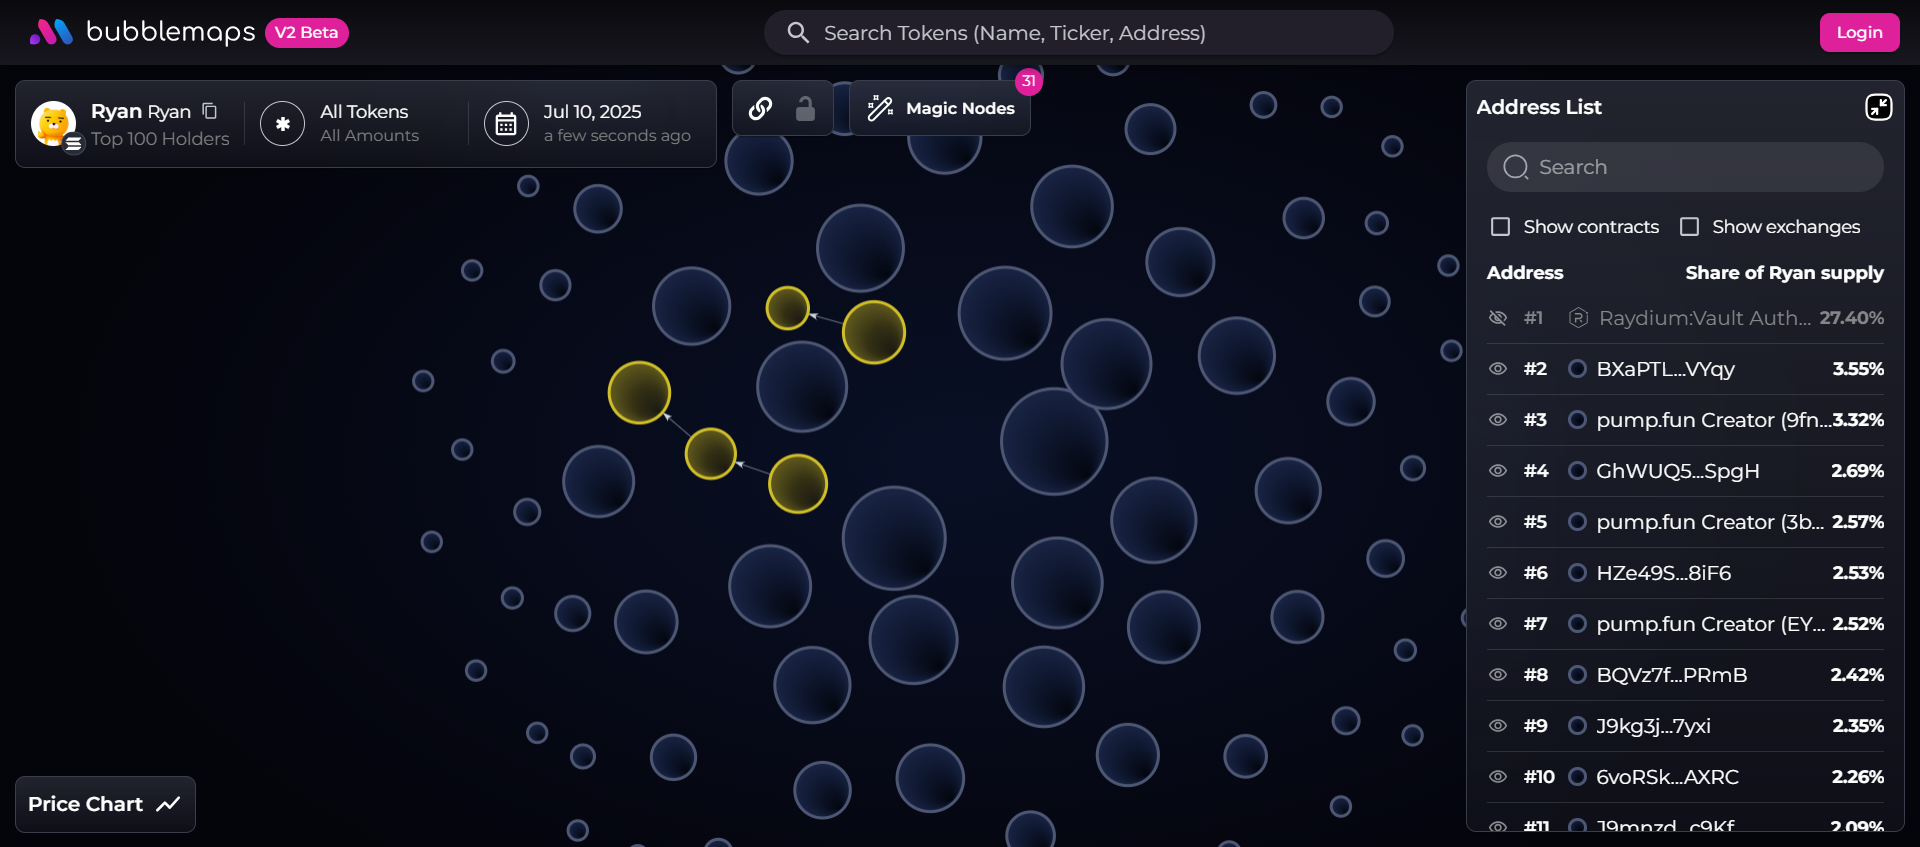 bubblemaps V2 Beta
Search Tokens (Name, Ticker, Address)
Login
Ryan Ryan
Top 100 Holders
All Tokens
All Amounts
Jul 10, 2025
a few seconds ago
Magic Nodes
31
Address List
Search
Show contracts Show exchanges
Address Share of Ryan supply
#1 Raydium:Vault Auth... 27.40%
#2 BXaPTL...VYqy 3.55%
#3 pump.fun Creator (9fn... 3.32%
#4 GhWUQ5...SpgH 2.69%
#5 pump.fun Creator (3b... 2.57%
#6 HZe49S...8iF6 2.53%
#7 pump.fun Creator (EY... 2.52%
#8 BQVz7f...PRmB 2.42%
#9 J9kg3j...7yxi 2.35%
#10 6voRSk...AXRC 2.26%
#11 J9mnzd...c9Kf 2.09%
Price Chart